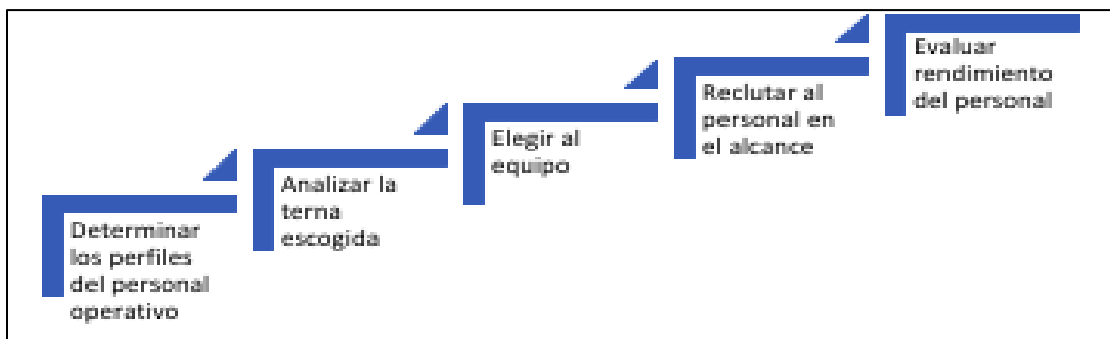 Determinar
los perfiles
del personal
operativo
Analizar la
terna
escogida
Elegir al
equipo
Reclutar al
personal en
el alcance
Evaluar
rendimiento
del personal